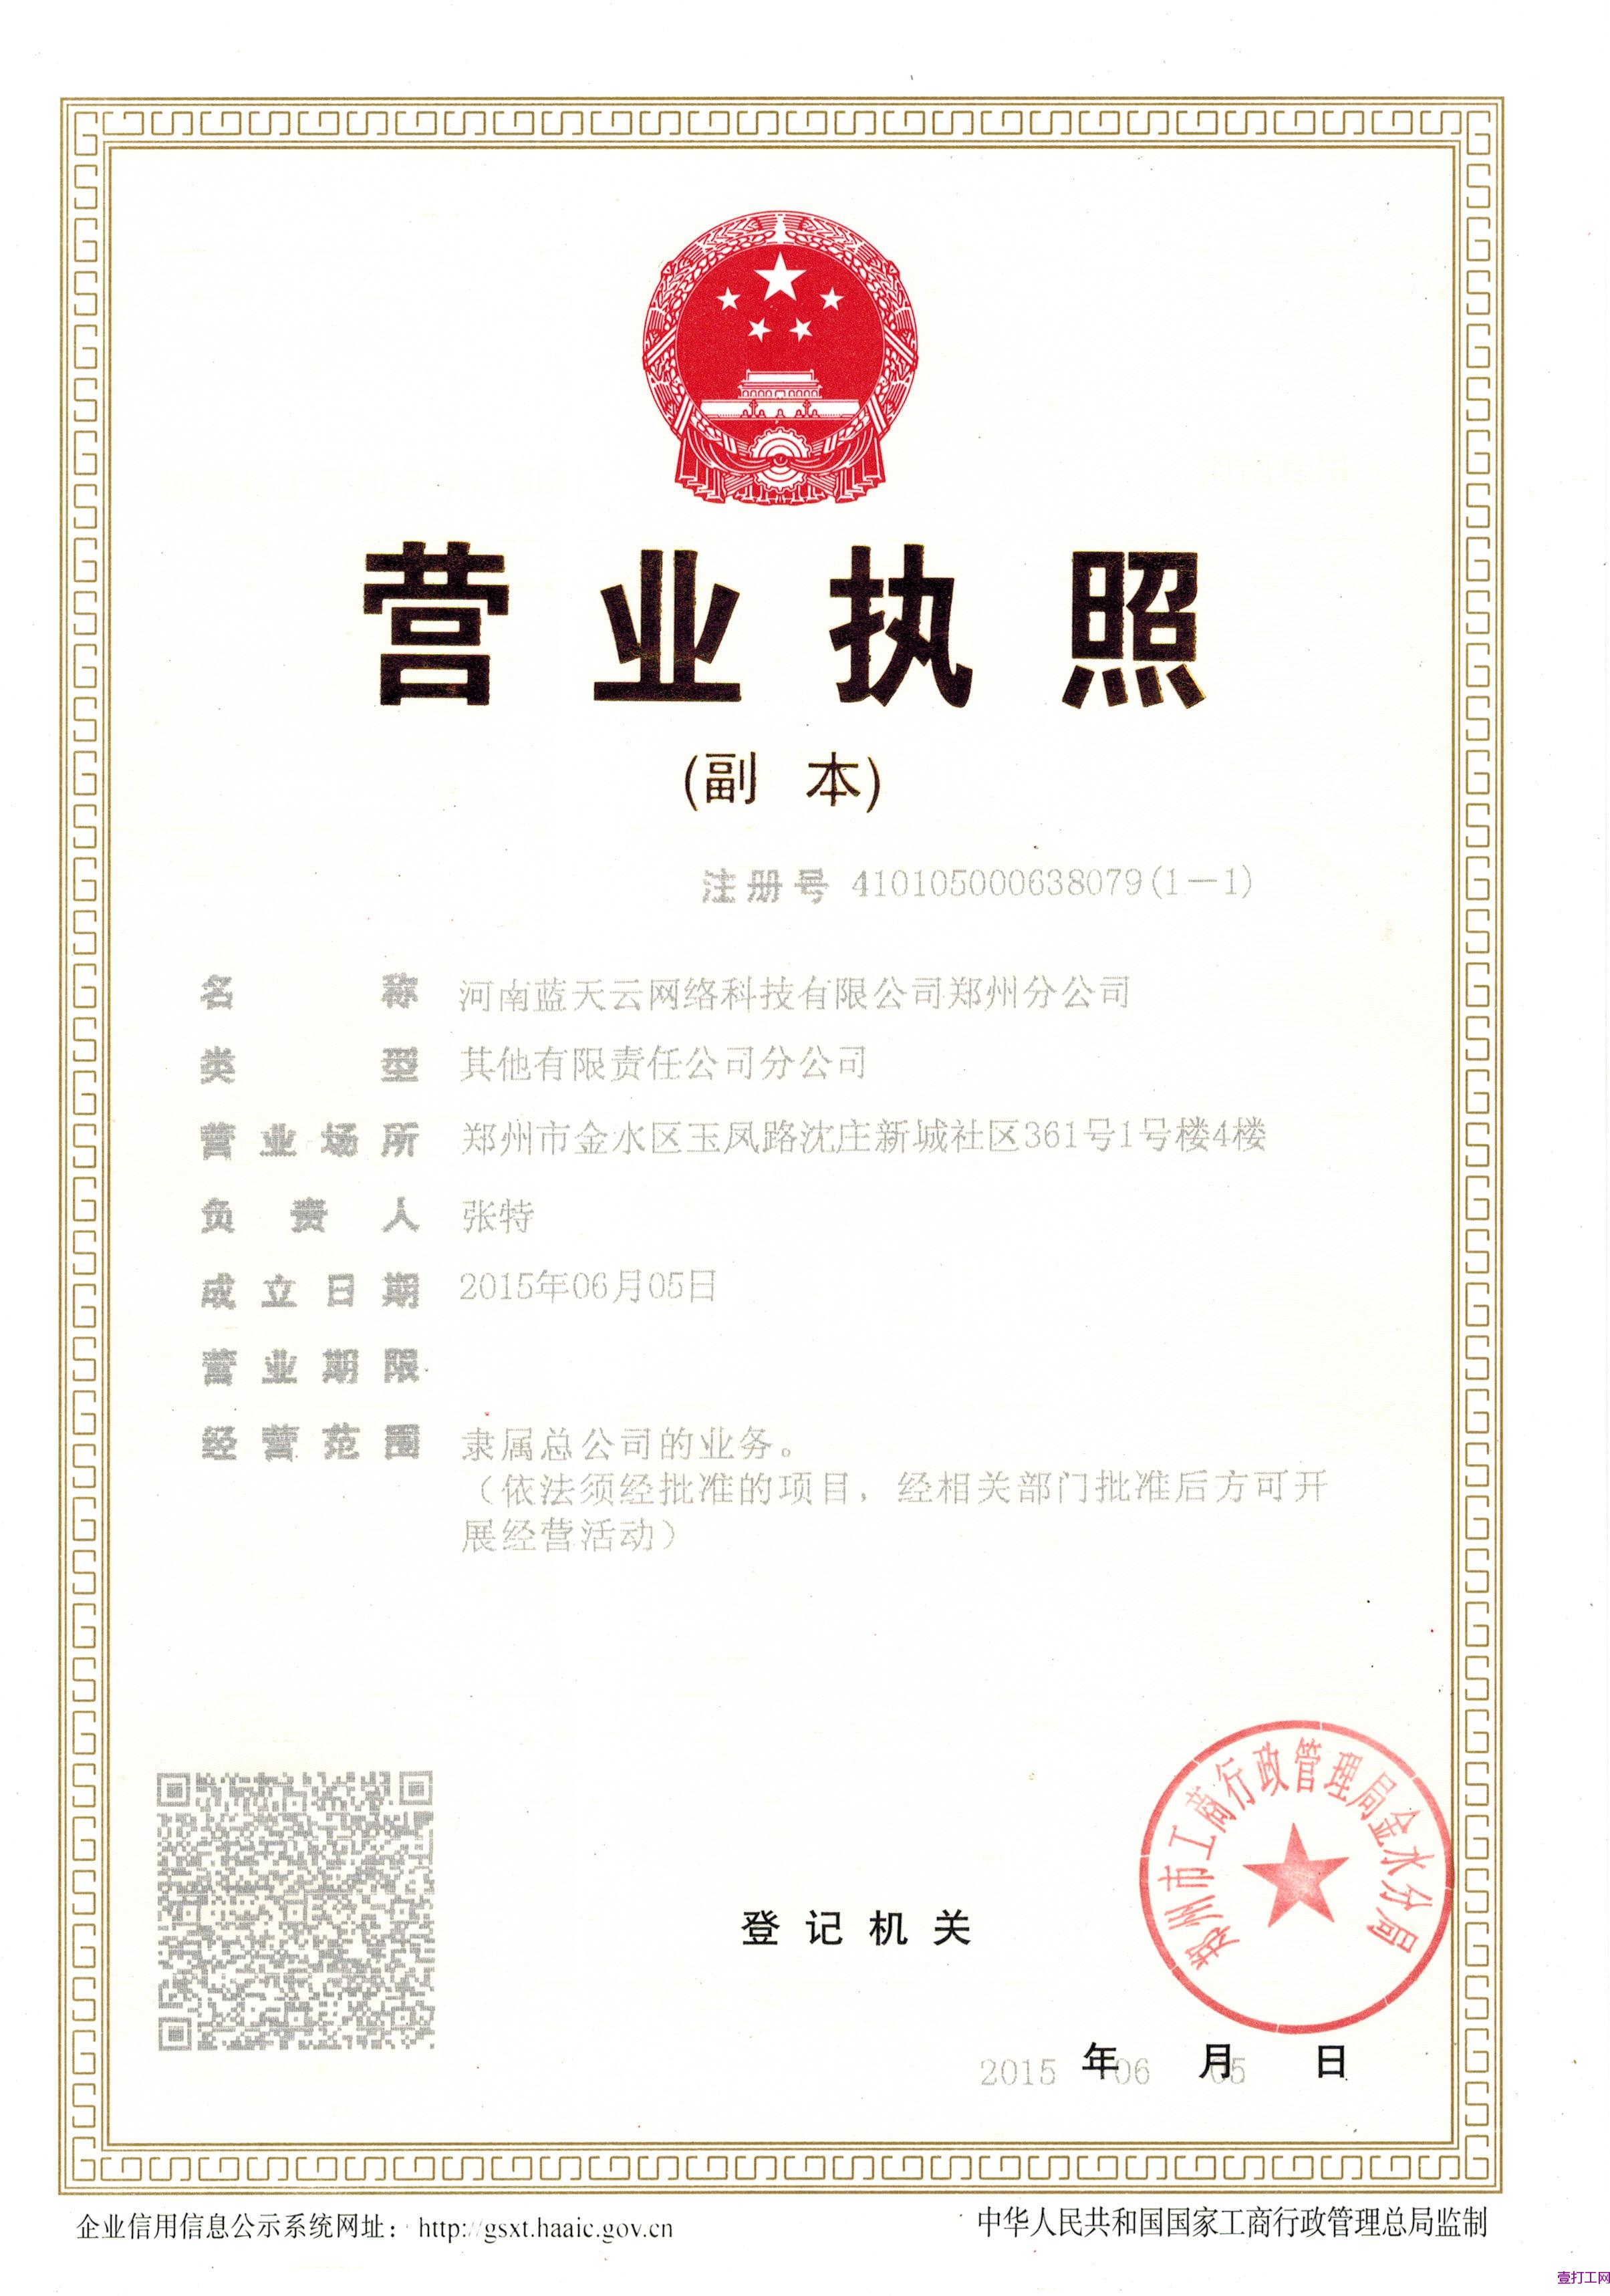 营业执照
(副 本)
注册号 410105000638079(1—1)
名称 河南蓝天云网络科技有限公司郑州分公司
类型 其他有限责任公司分公司
营业场所 郑州市金水区玉凤路沈庄新城社区361号1号楼4楼
负责人 张特
成立日期 2015年06月05日
营业期限
经营范围 隶属总公司的业务。
（依法须经批准的项目，经相关部门批准后方可开
展经营活动）
郑州市工商行政管理局金水分局
登记机关
2015 年 06 月 05 日
企业信用信息公示系统网址：http://gsxt.haaic.gov.cn
中华人民共和国国家工商行政管理总局监制
壹打工网